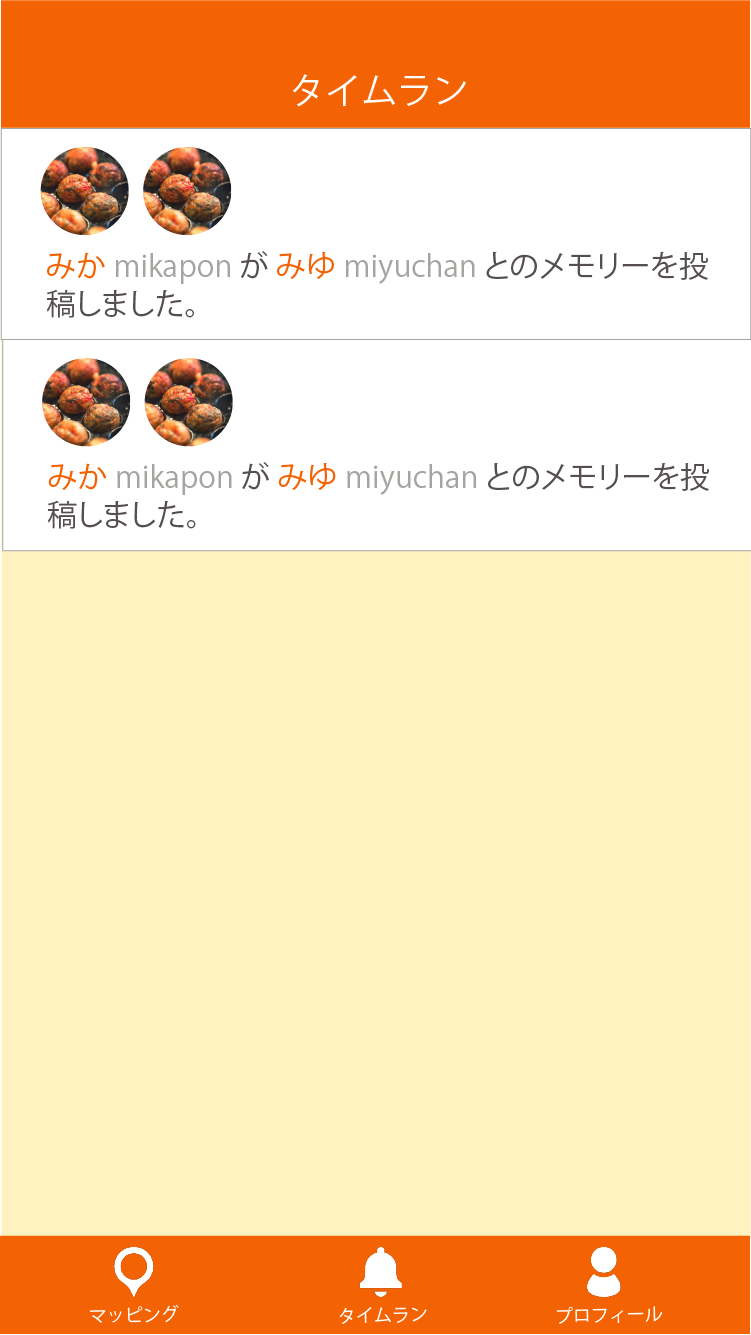 タイムラン
みか mikapon が みゆ miyuchan とのメモリーを投
稿しました。
みか mikapon が みゆ miyuchan とのメモリーを投
稿しました。
マッピング
タイムラン
プロフィール